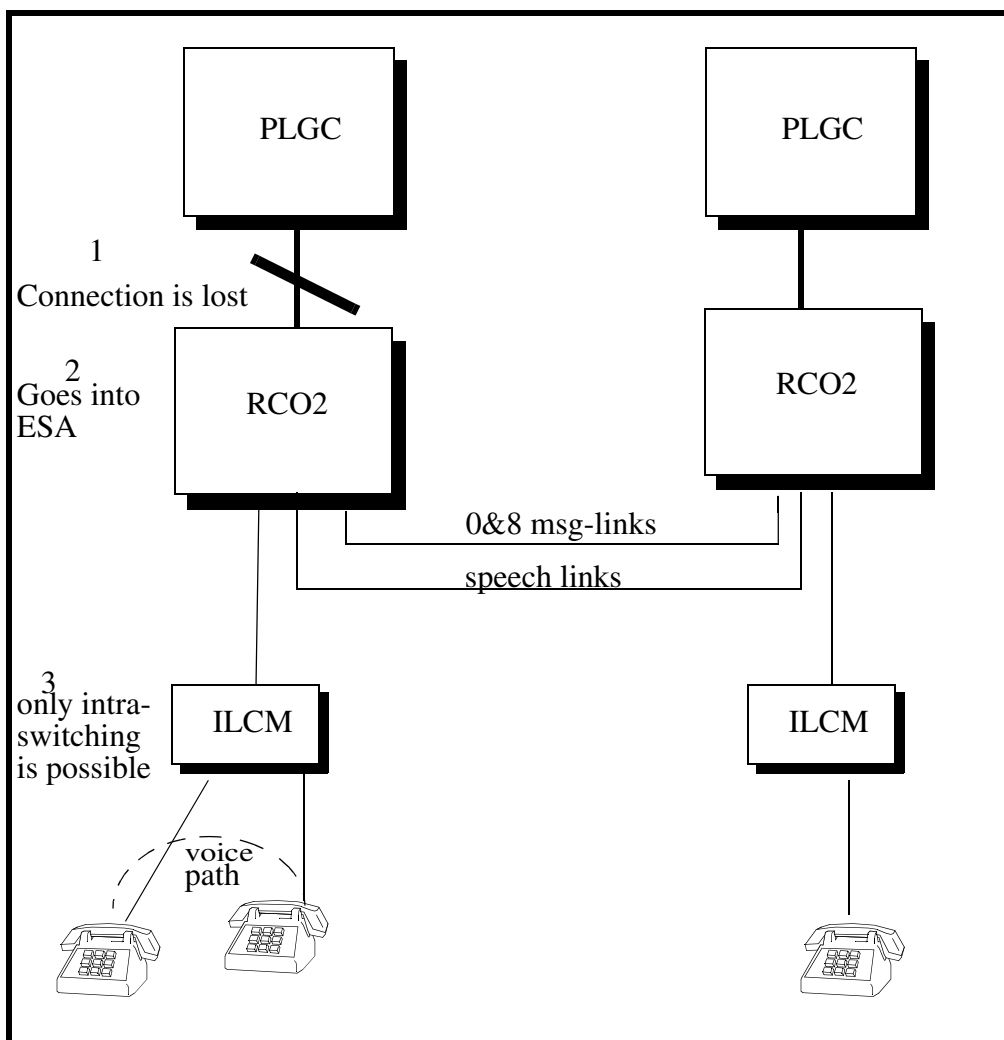 PLGC
PLGC
1
Connection is lost
2
Goes into
ESA
RCO2
RCO2
0&8 msg-links
speech links
3
only intra-
switching
is possible
ILCM
ILCM
voice
path